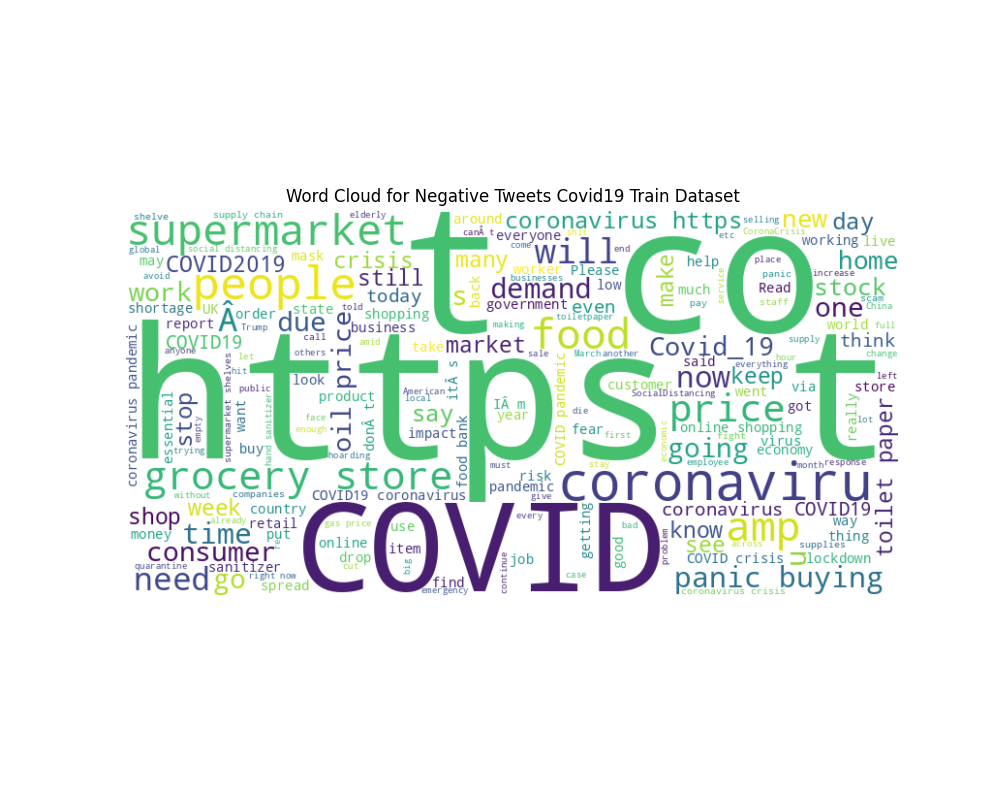 Word Cloud for Negative Tweets Covid19 Train Dataset
shelve supply chain elderly around coronavirus https selling new day
supermarket t co
canÂ t everyone shit come will end etc CoronaCrisis working live
global social distancing
may COVID2019 mask crisis still many worker Please help make service place panic Read increase home
avoid people today s back businesses demand low much pay staff scam stock
work government even China one
shortage UK Â order state told shopping toiletpaper
report Trump due business making food world full think
COVID19 call amid take market sale Covid_19 supply
anyone others March another said everything hour change
coronavirus pandemic https t
let hit look oil price American local itÂ s COVID pandemic customer SocialDistancing now keep went via left store
essential stop empty supermarket shelves want public product donÂ t say IÂ m year die price got really lot
trying hand sanitizer face enough impact fear first economic online shopping fight virus economy
buy hoarding food bank must stay employee going month response
grocery store risk pandemic give coronaviru toilet paper
without companies COVID19 coronavirus
shop week already country gas price every getting bad good problem coronavirus COVID19
money time retail put COVID use know amp way thing
consumer feel online item job see across u supplies
quarantine sanitizer drop big continue COVID crisis lockdown
need go right now spread cut find emergency case panic buying
coronavirus crisis